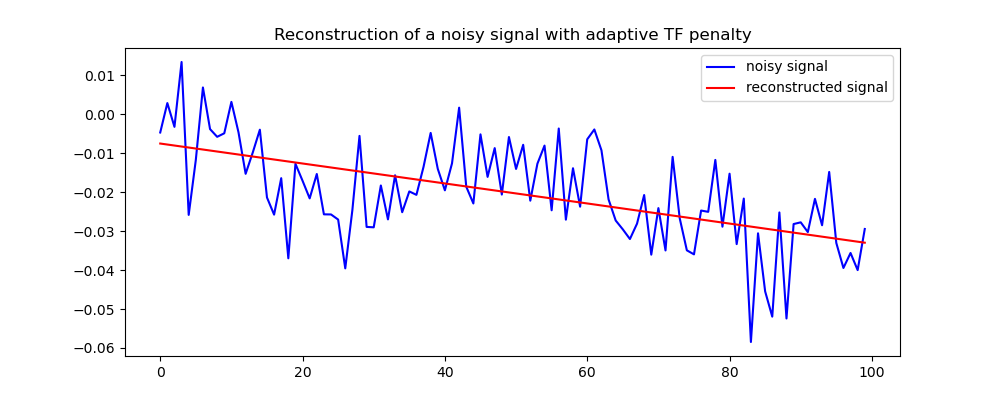 Reconstruction of a noisy signal with adaptive TF penalty
noisy signal
reconstructed signal
0.01
0.00
−0.01
−0.02
−0.03
−0.04
−0.05
−0.06
0 20 40 60 80 100